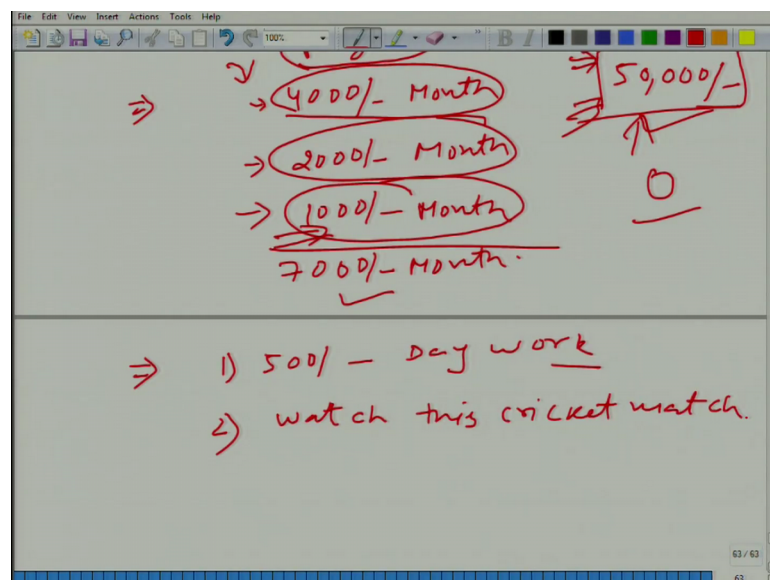 File Edit View Insert Actions Tools Help
100% B I
4000/- Month
50,000/-
2000/- Month
0
1000/- Month
7000/- Month.
⇒ 1) 500/- Day work
2) watch this cricket match.
63 / 63
63